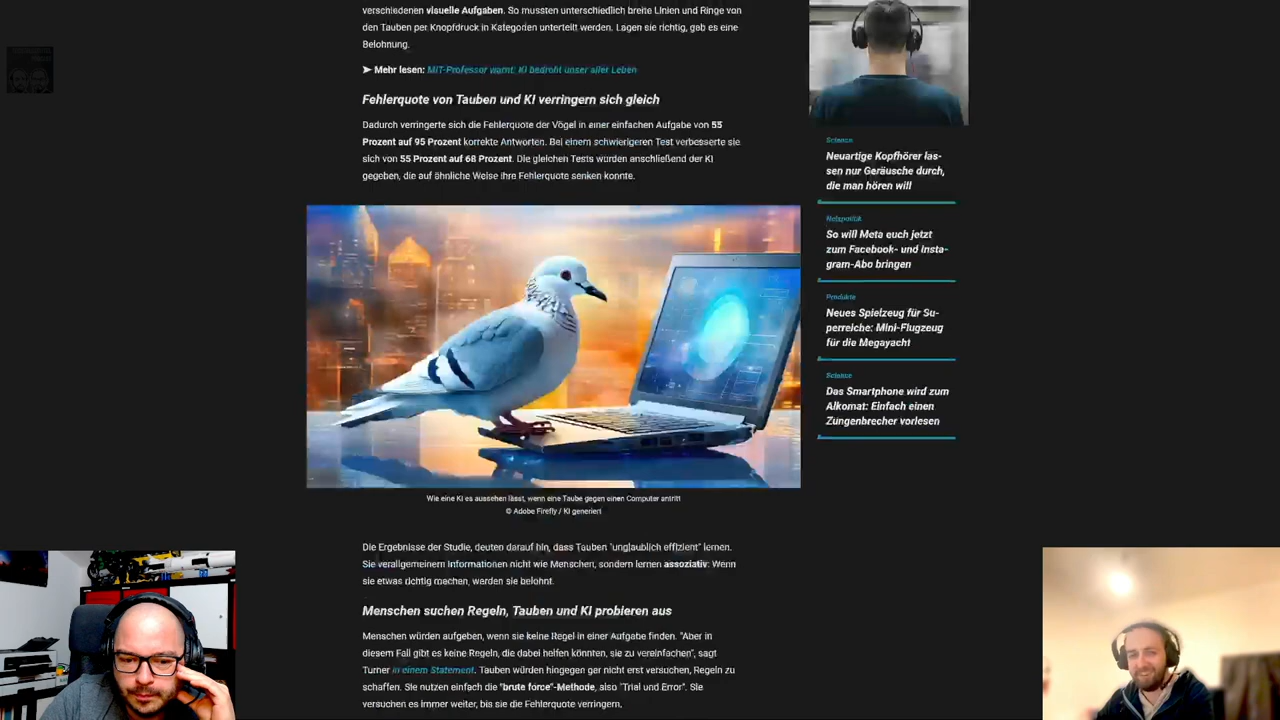 verschiedenen visuelle Aufgaben. So mussten unterschiedlich breite Linien und Ringe von
den Tauben per Knopfdruck in Kategorien unterteilt werden. Lagen sie richtig, gab es eine
Belohnung.
➤ Mehr lesen: MIT-Professor warnt: KI bedroht unser aller Leben
Fehlerquote von Tauben und KI verringern sich gleich
Dadurch verringerte sich die Fehlerquote der Vögel in einer einfachen Aufgabe von 55
Prozent auf 95 Prozent korrekte Antworten. Bei einem schwierigeren Test verbesserte sie
sich von 55 Prozent auf 68 Prozent. Die gleichen Tests wurden anschließend der KI
gegeben, die auf ähnliche Weise ihre Fehlerquote senken konnte.
Wie eine KI es aussehen lässt, wenn eine Taube gegen einen Computer antritt
© Adobe Firefly / KI generiert
Die Ergebnisse der Studie, deuten darauf hin, dass Tauben "unglaublich effizient" lernen.
Sie verallgemeinern Informationen nicht wie Menschen, sondern lernen assoziativ: Wenn
sie etwas richtig machen, werden sie belohnt.
Menschen suchen Regeln, Tauben und KI probieren aus
Menschen würden aufgeben, wenn sie keine Regel in einer Aufgabe finden. "Aber in
diesem Fall gibt es keine Regeln, die dabei helfen könnten, sie zu vereinfachen", sagt
Turner in einem Statement. Tauben würden hingegen gar nicht erst versuchen, Regeln zu
schaffen. Sie nutzen einfach die "brute force"-Methode, also "Trial und Error". Sie
versuchen es immer weiter, bis sie die Fehlerquote verringern.
Science
Neuartige Kopfhörer las-
sen nur Geräusche durch,
die man hören will
Netzpolitik
So will Meta euch jetzt
zum Facebook- und Insta-
gram-Abo bringen
Produkte
Neues Spielzeug für Su-
perreiche: Mini-Flugzeug
für die Megayacht
Science
Das Smartphone wird zum
Alkomat: Einfach einen
Zungenbrecher vorlesen